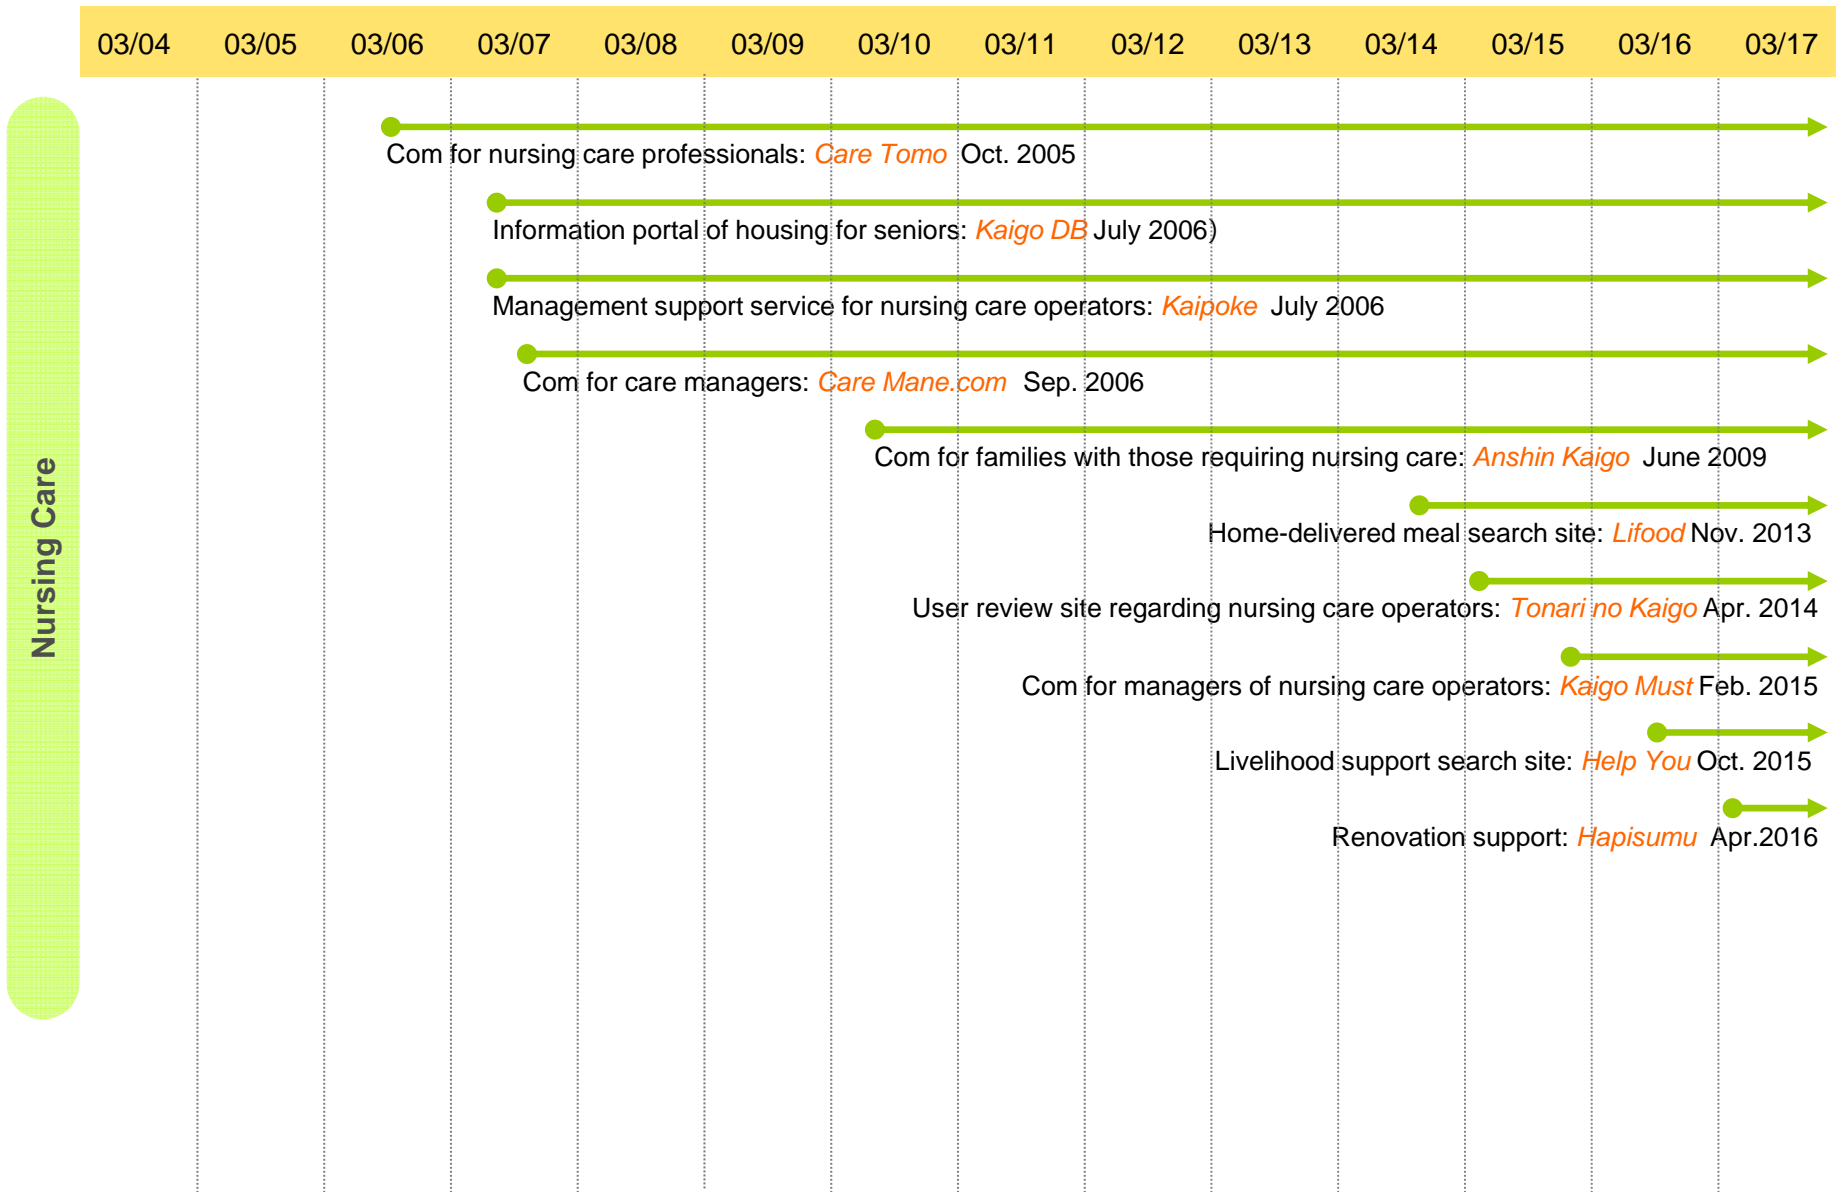 03/04 03/05 03/06 03/07 03/08 03/09 03/10 03/11 03/12 03/13 03/14 03/15 03/16 03/17
Nursing Care
Com for nursing care professionals: Care Tomo Oct. 2005
Information portal of housing for seniors: Kaigo DB July 2006)
Management support service for nursing care operators: Kaipoke July 2006
Com for care managers: Care Mane.com Sep. 2006
Com for families with those requiring nursing care: Anshin Kaigo June 2009
Home-delivered meal search site: Lifood Nov. 2013
User review site regarding nursing care operators: Tonari no Kaigo Apr. 2014
Com for managers of nursing care operators: Kaigo Must Feb. 2015
Livelihood support search site: Help You Oct. 2015
Renovation support: Hapisumu Apr.2016